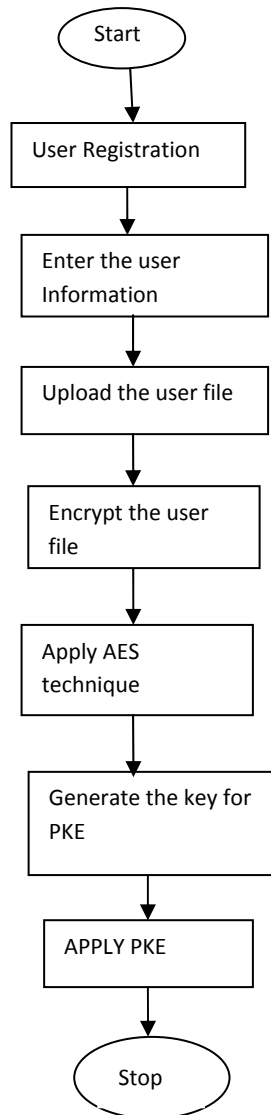 Start
User Registration
Enter the user
Information
Upload the user file
Encrypt the user
file
Apply AES
technique
Generate the key for
PKE
APPLY PKE
Stop